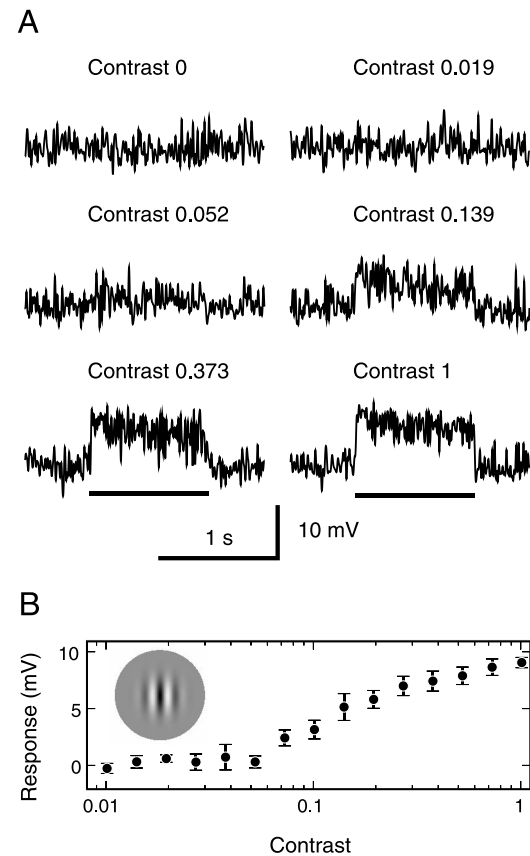 A
Contrast 0
Contrast 0.019
Contrast 0.052
Contrast 0.139
Contrast 0.373
Contrast 1
1 s
10 mV
B
Response (mV)
10
5
0
0.01
0.1
1
Contrast